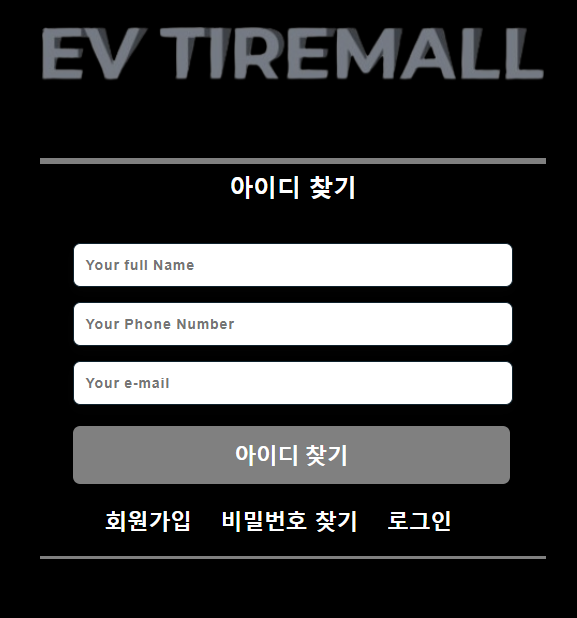 EV TIREMALL
아이디 찾기
Your full Name
Your Phone Number
Your e-mail
아이디 찾기
회원가입 비밀번호 찾기 로그인